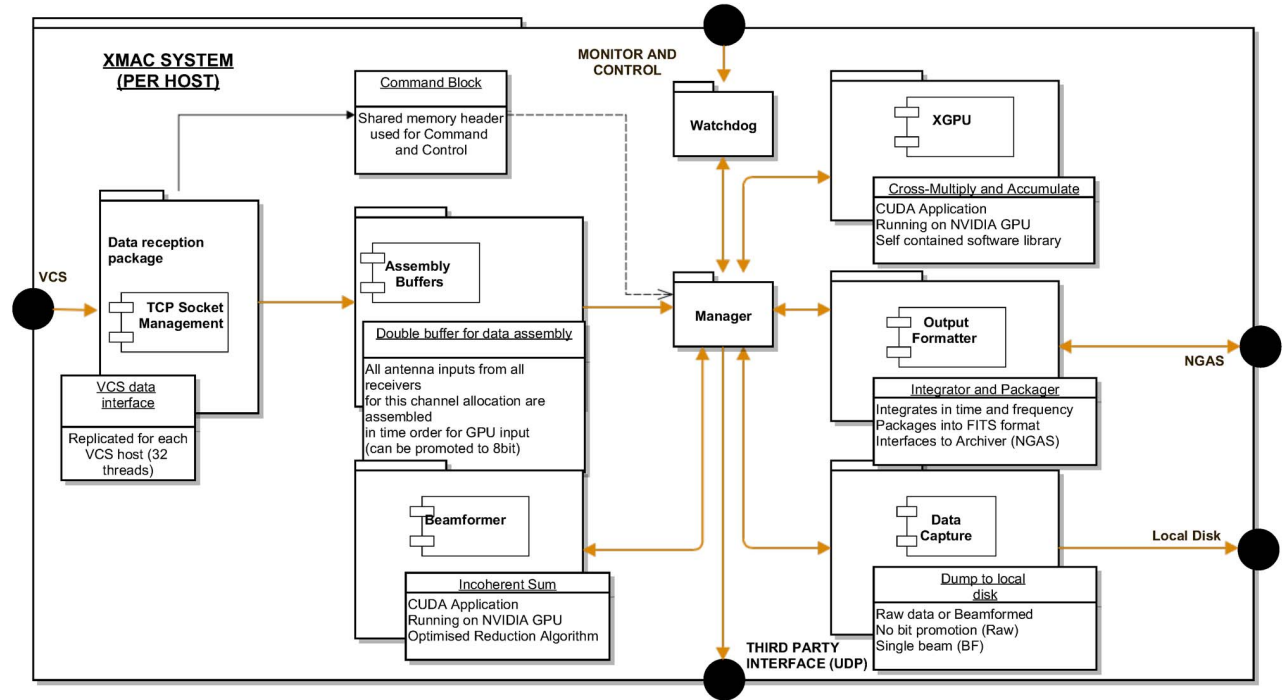 XMAC SYSTEM
(PER HOST)
MONITOR AND
CONTROL
Command Block
Shared memory header
used for Command
and Control
Watchdog
XGPU
Cross-Multiply and Accumulate
CUDA Application
Running on NVIDIA GPU
Self contained software library
VCS
Data reception
package
TCP Socket
Management
VCS data
interface
Replicated for each
VCS host (32
threads)
Assembly
Buffers
Double buffer for data assembly
All antenna inputs from all
receivers
for this channel allocation are
assembled
in time order for GPU input
(can be promoted to 8bit)
Manager
Output
Formatter
NGAS
Integrator and Packager
Integrates in time and frequency
Packages into FITS format
Interfaces to Archiver (NGAS)
Beamformer
Incoherent Sum
CUDA Application
Running on NVIDIA GPU
Optimised Reduction Algorithm
Data
Capture
Local Disk
Dump to local
disk
Raw data or Beamformed
No bit promotion (Raw)
Single beam (BF)
THIRD PARTY
INTERFACE (UDP)